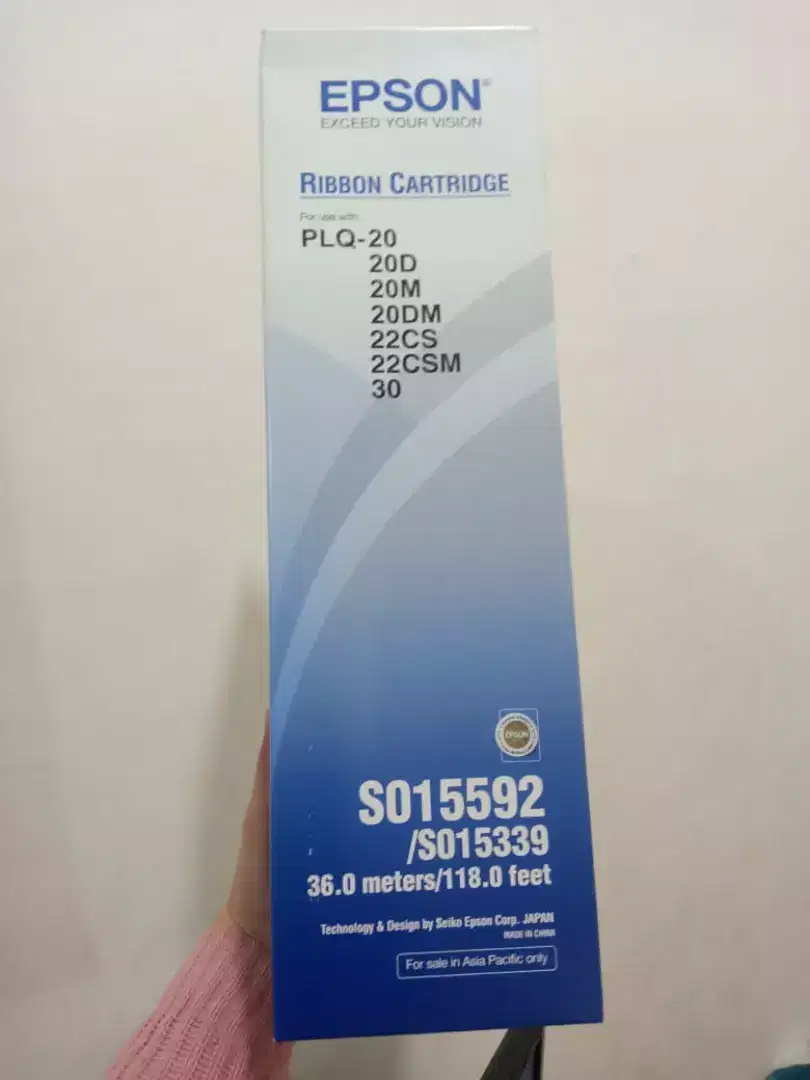 EPSON
EXCEED YOUR VISION
RIBBON CARTRIDGE
For use with
PLQ-20
20D
20M
20DM
22CS
22CSM
30
EPSON
S015592
/S015339
36.0 meters/118.0 feet
Technology & Design by Seiko Epson Corp. JAPAN
MADE IN CHINA
For sale in Asia Pacific only